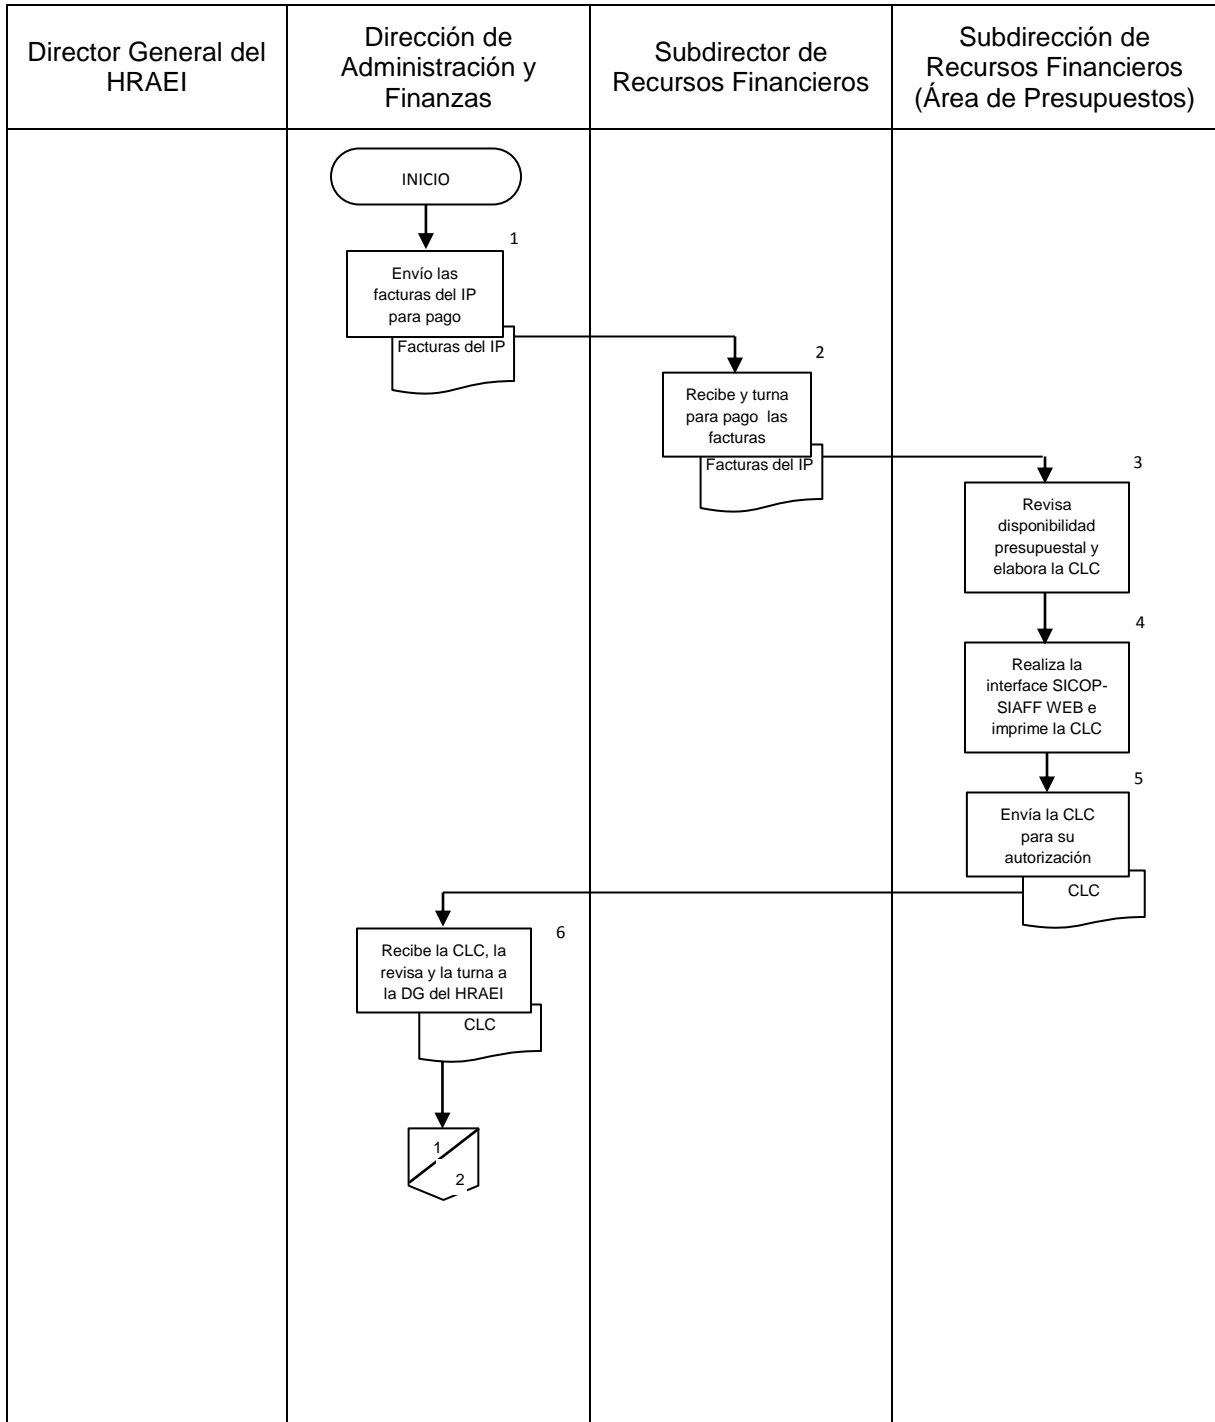 Director General del
HRAEI
Dirección de
Administración y
Finanzas
Subdirector de
Recursos Financieros
Subdirección de
Recursos Financieros
(Área de Presupuestos)
INICIO
1
Envío las
facturas del IP
para pago
Facturas del IP
2
Recibe y turna
para pago las
facturas
Facturas del IP
3
Revisa
disponibilidad
presupuestal y
elabora la CLC
4
Realiza la
interface SICOP-
SIAFF WEB e
imprime la CLC
5
Envía la CLC
para su
autorización
CLC
6
Recibe la CLC, la
revisa y la turna a
la DG del HRAEI
CLC
1
2